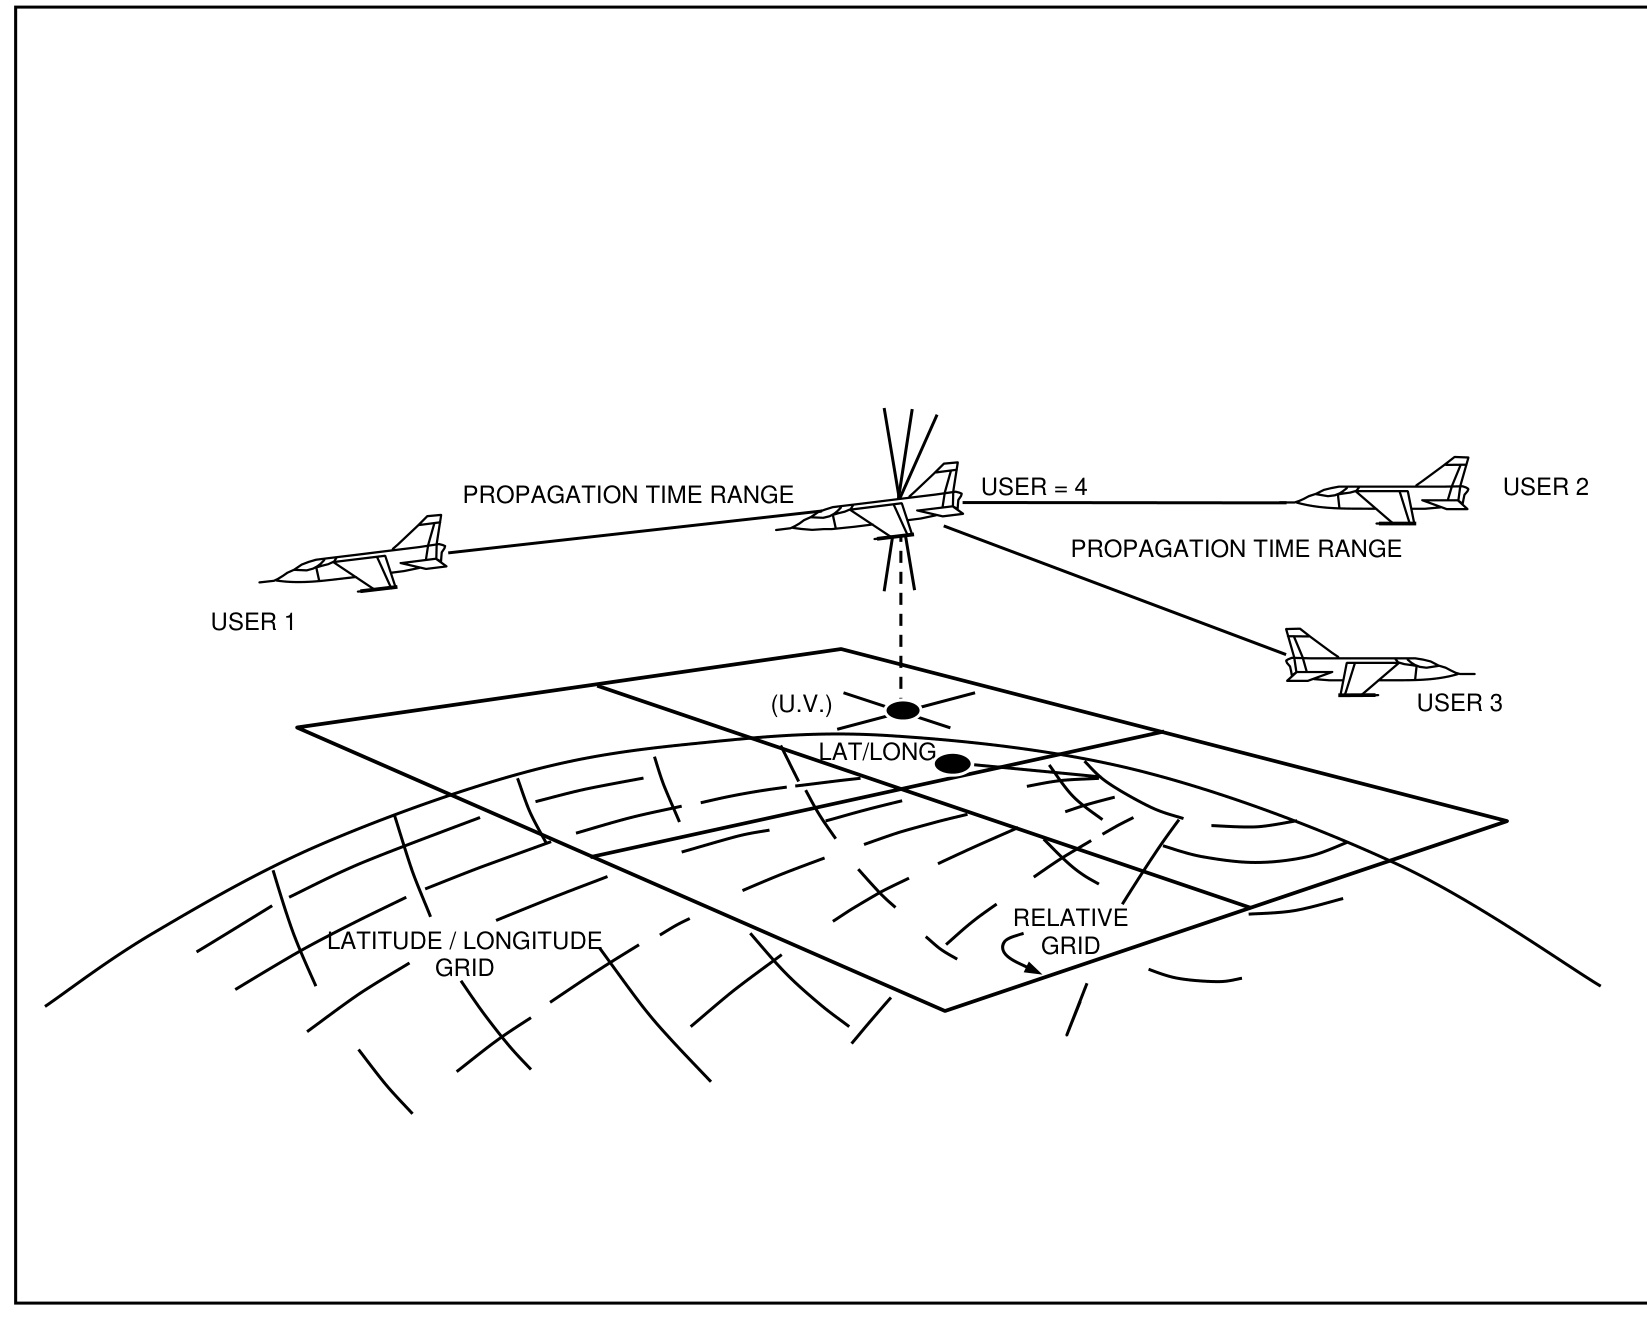 USER = 4
USER 2
PROPAGATION TIME RANGE
PROPAGATION TIME RANGE
USER 1
USER 3
(U.V.)
LAT/LONG
RELATIVE
GRID
LATITUDE / LONGITUDE
GRID